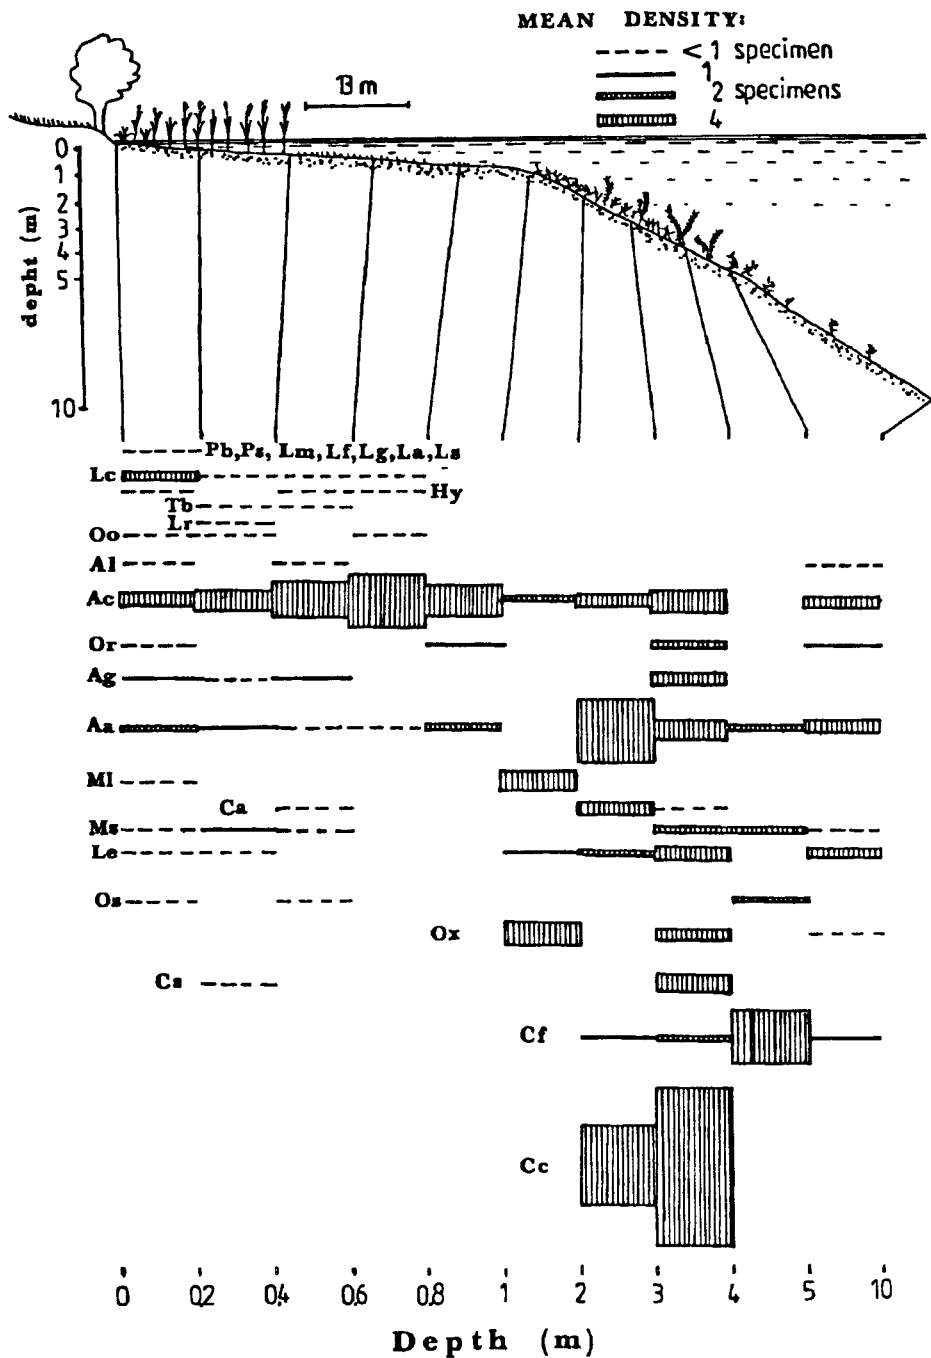 MEAN DENSITY:
< 1 specimen
1
2 specimens
4
13 m
depht (m)
0
1
2
3
4
5
10
Pb,Ps, Lm,Lf,Lg,La,Ls
Lc
Hy
Tb
Lr
Oo
Al
Ac
Or
Ag
Aa
Ml
Ca
Ms
Le
Os
Ox
Cs
Cf
Cc
0 0,2 0,4 0,6 0,8 1 2 3 4 5 10
Depth (m)